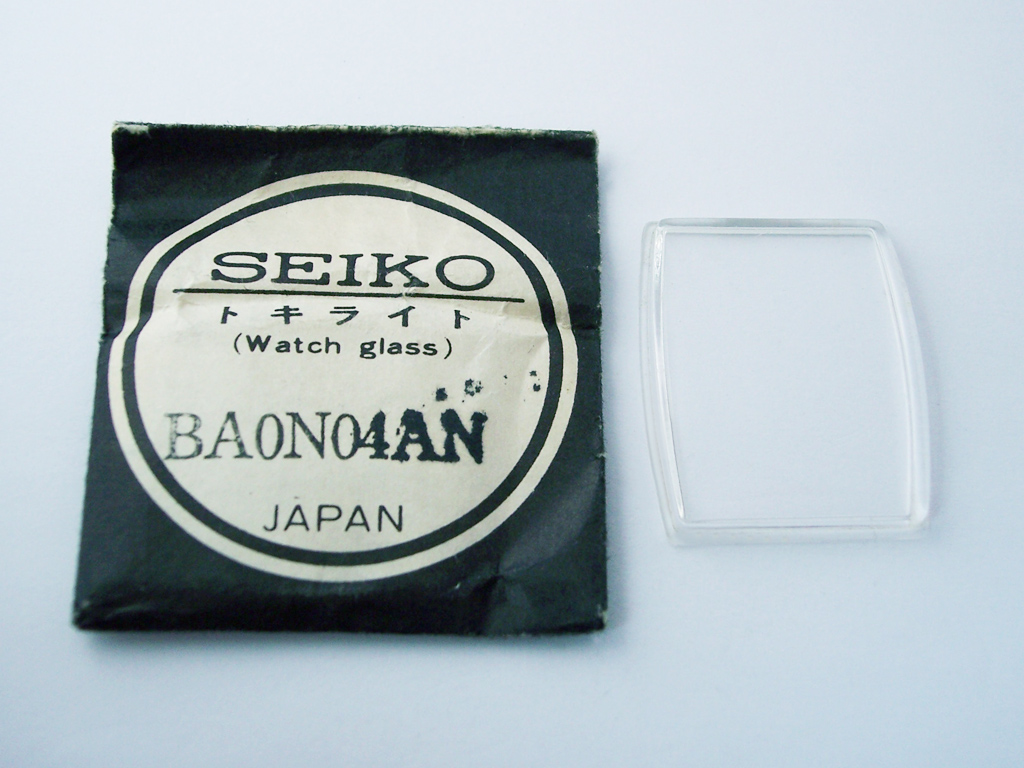 SEIKO
トキライト
(Watch glass)
BA0N04AN
JAPAN